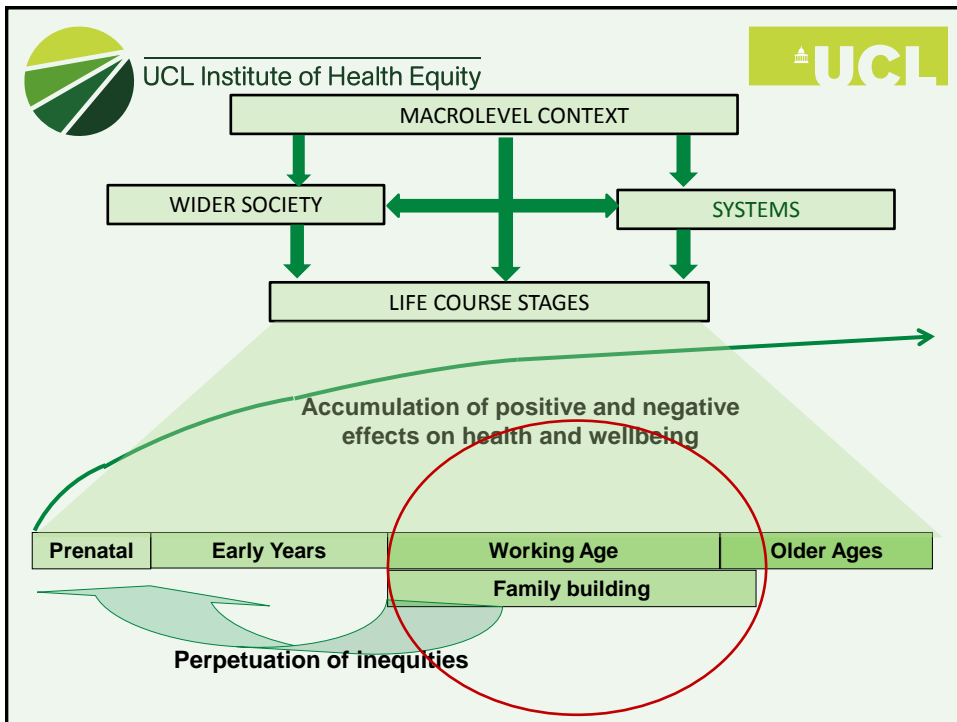 UCL Institute of Health Equity
UCL
MACROLEVEL CONTEXT
WIDER SOCIETY
SYSTEMS
LIFE COURSE STAGES
Accumulation of positive and negative
effects on health and wellbeing
Prenatal
Early Years
Working Age
Older Ages
Family building
Perpetuation of inequities